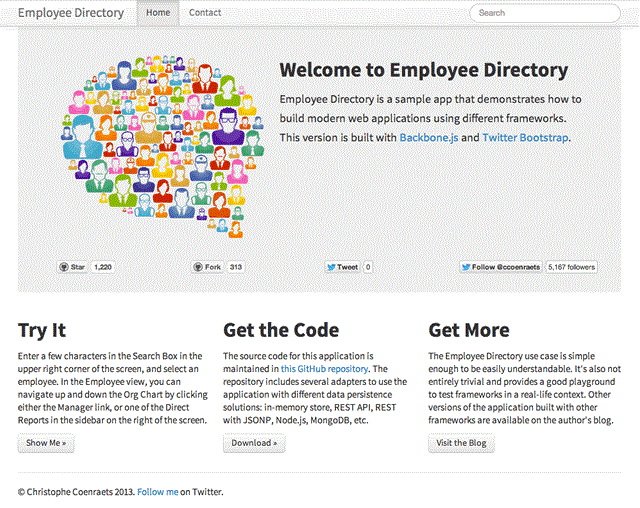 Employee Directory Home Contact Search
Welcome to Employee Directory
Employee Directory is a sample app that demonstrates how to
build modern web applications using different frameworks.
This version is built with Backbone.js and Twitter Bootstrap.
Star 1,220 Fork 313 Tweet 0 Follow @ccoenraets 5,167 followers
Try It
Enter a few characters in the Search Box in the
upper right corner of the screen, and select an
employee. In the Employee view, you can
navigate up and down the Org Chart by clicking
either the Manager link, or one of the Direct
Reports in the sidebar on the right of the screen.
Show Me »
Get the Code
The source code for this application is
maintained in this GitHub repository. The
repository includes several adapters to use the
application with different data persistence
solutions: in-memory store, REST API, REST
with JSONP, Node.js, MongoDB, etc.
Download »
Get More
The Employee Directory use case is simple
enough to be easily understandable. It's also not
entirely trivial and provides a good playground
to test frameworks in a real-life context. Other
versions of the application built with other
frameworks are available on the author's blog.
Visit the Blog
© Christophe Coenraets 2013. Follow me on Twitter.